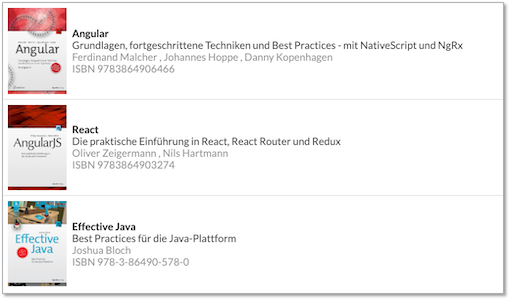 Angular
Angular
Grundlagen, fortgeschrittene Techniken und Best Practices - mit NativeScript und NgRx
Ferdinand Malcher , Johannes Hoppe , Danny Kopenhagen
ISBN 9783864906466
AngularJS
React
Die praktische Einführung in React, React Router und Redux
Oliver Zeigermann , Nils Hartmann
ISBN 9783864903274
Effective
Java
Effective Java
Best Practices für die Java-Plattform
Joshua Bloch
ISBN 978-3-86490-578-0